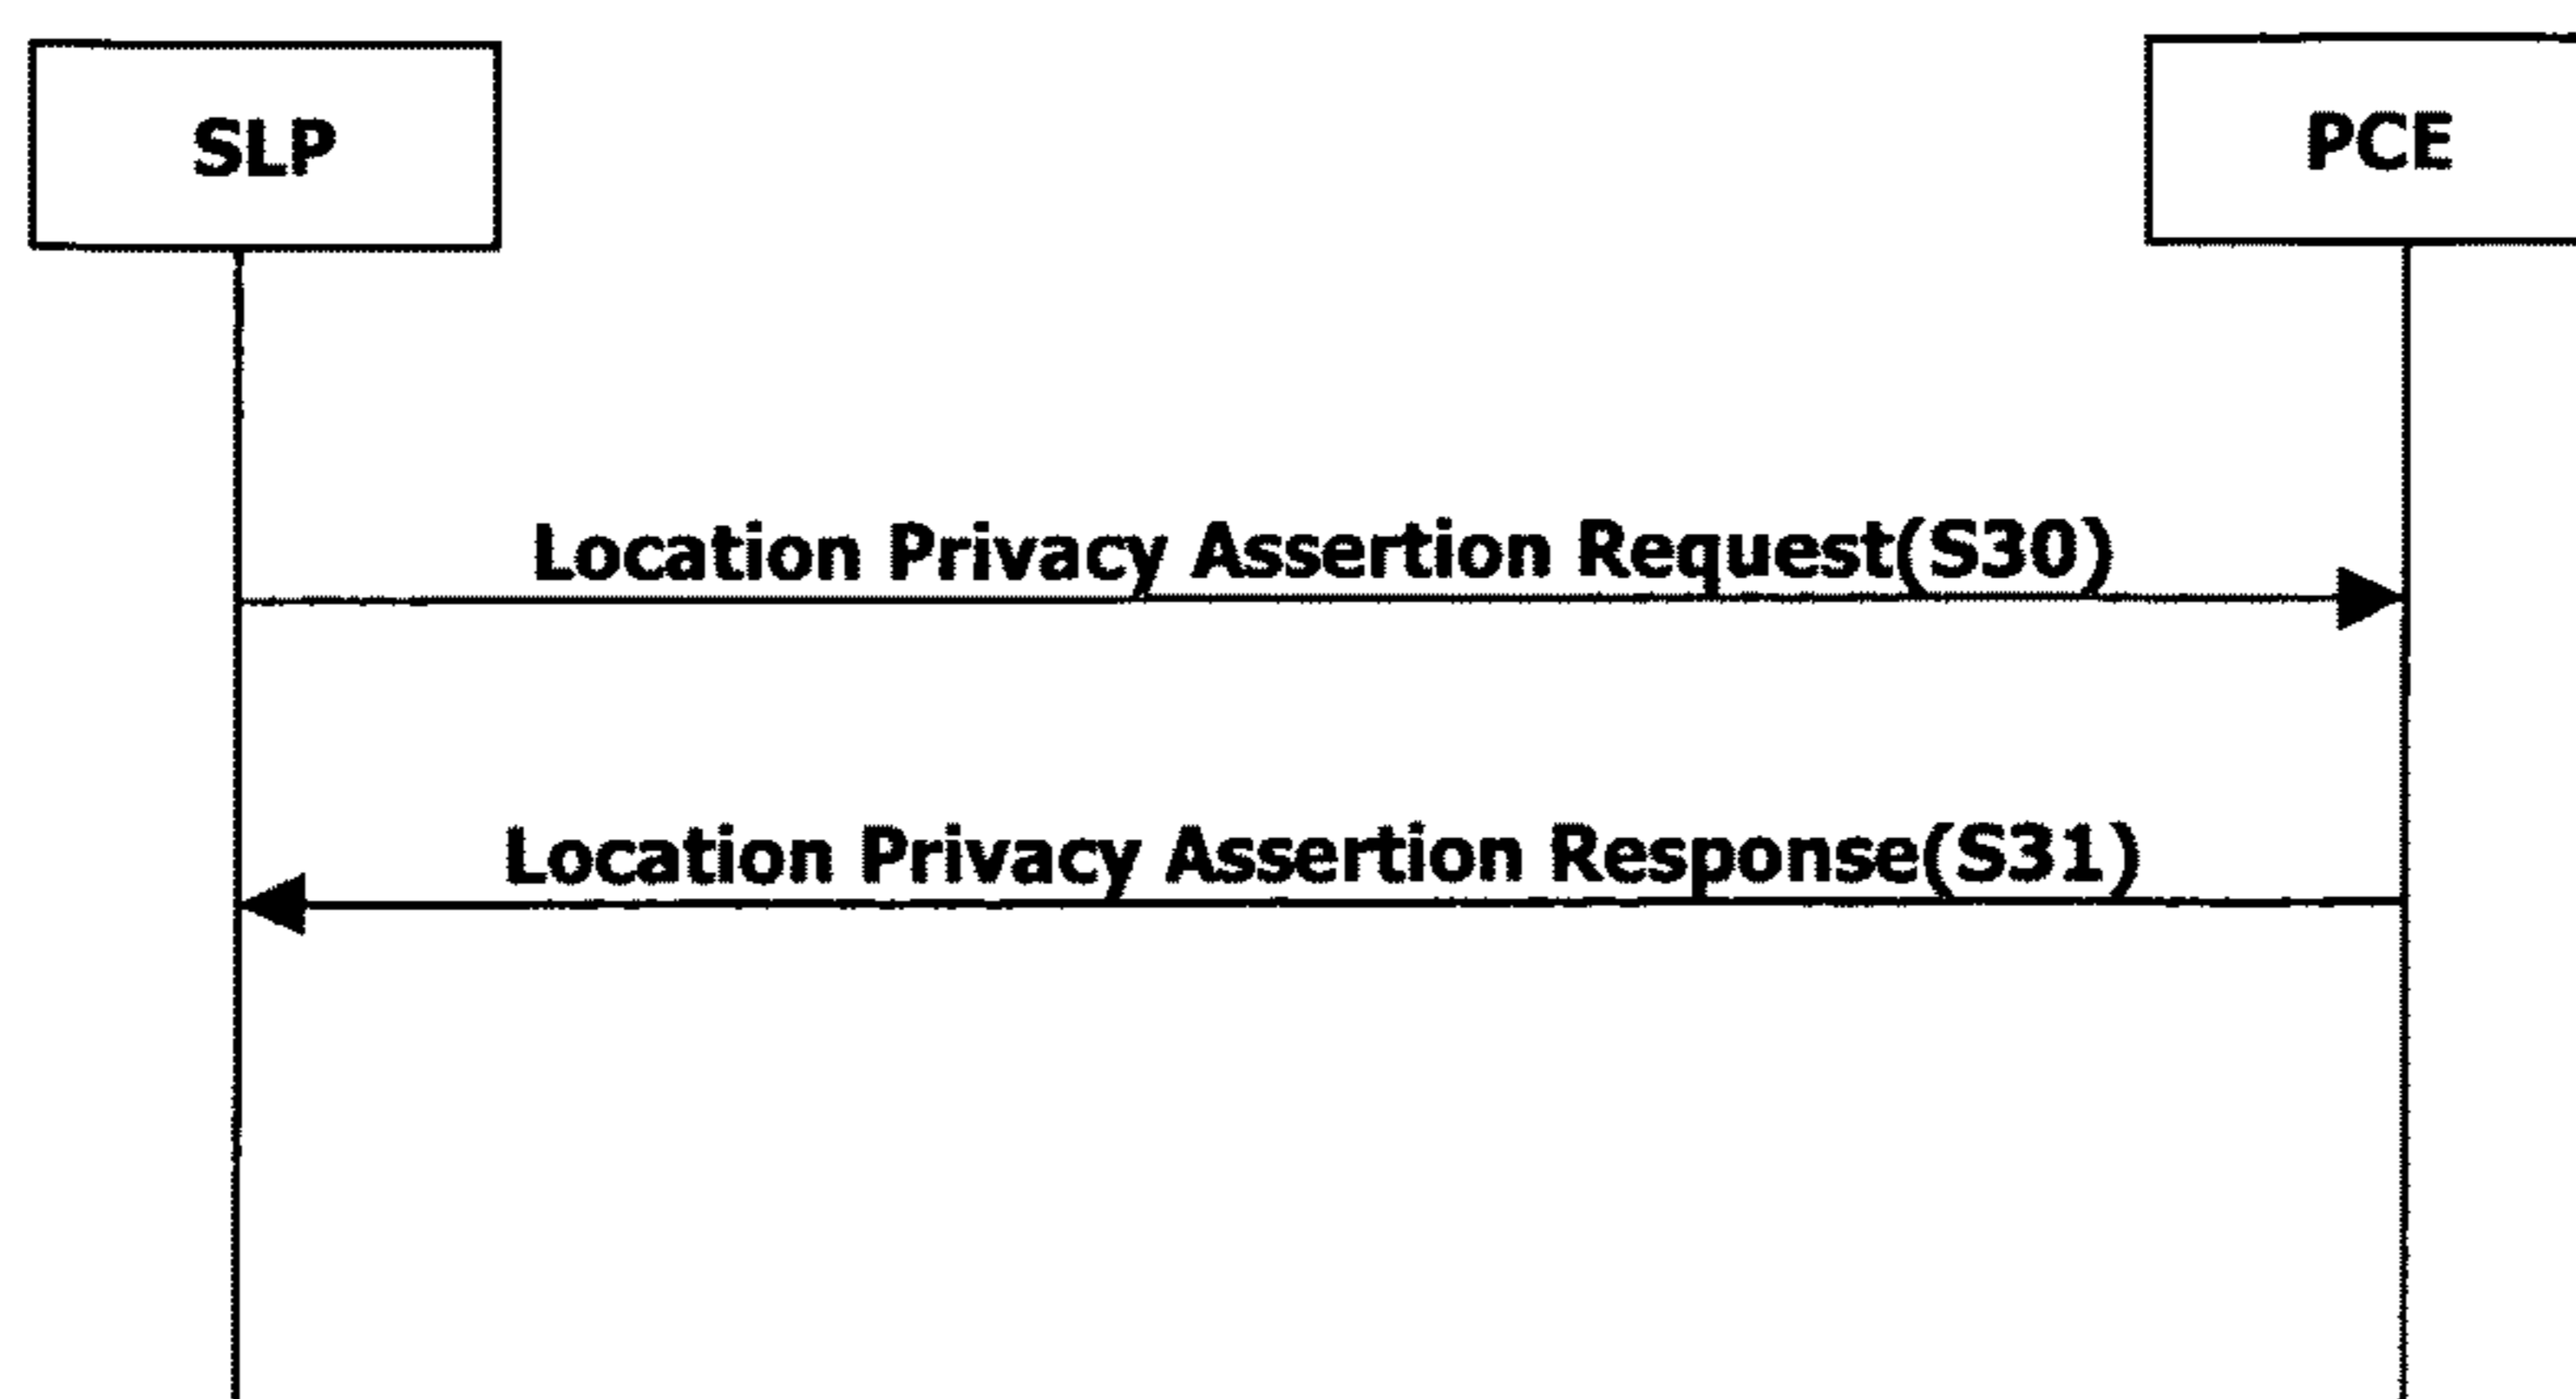 SLP
PCE
Location Privacy Assertion Request(S30)
Location Privacy Assertion Response(S31)